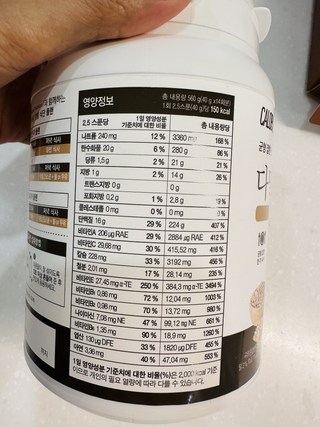 영양정보
총 내용량 560 g(40 g x14회분)
1회 2.5스푼(40 g)당 150 kcal
2.5 스푼당 1일 영양성분 기준치에 대한 비율 총 내용량당
나트륨 240 mg 12 % 3360 mg 168 %
탄수화물 20 g 6 % 280 g 86 %
당류 1.5 g 2 % 21 g 21 %
지방 1 g 2 % 14 g 26 %
트랜스지방 0 g 0 g
포화지방 0.2 g 1 % 2.8 g 19 %
콜레스테롤 0 mg 0 % 0 mg 0 %
단백질 16 g 29 % 224 g 407 %
비타민A 206 μg RAE 29 % 2884 μg RAE 412 %
비타민C 29.68 mg 30 % 415.52 mg 416 %
칼슘 228 mg 33 % 3192 mg 456 %
철분 2.01 mg 17 % 28.14 mg 235 %
비타민E 27.45 mg α-TE 250 % 384.3 mg α-TE 3494 %
비타민B₁ 0.86 mg 72 % 12.04 mg 1003 %
비타민B₂ 0.98 mg 70 % 13.72 mg 980 %
나이아신 7.08 mg NE 47 % 99.12 mg NE 661 %
비타민B₆ 1.35 mg 90 % 18.9 mg 1260 %
엽산 130 μg DFE 33 % 1820 μg DFE 455 %
아연 3.36 mg 40 % 47.04 mg 553 %
1일 영양성분 기준치에 대한 비율(%)은 2,000 kcal 기준
이므로 개인의 필요 열량에 따라 다를 수 있습니다.